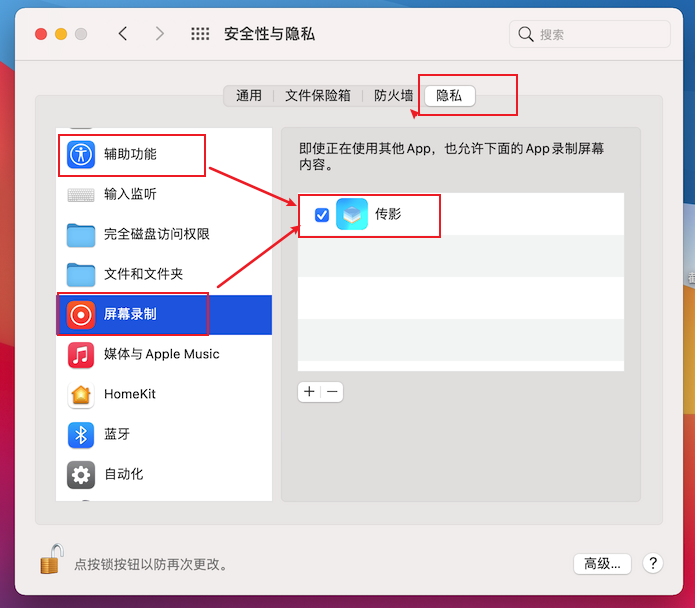 安全性与隐私
搜索
通用
文件保险箱
防火墙
隐私
辅助功能
输入监听
完全磁盘访问权限
文件和文件夹
屏幕录制
媒体与 Apple Music
HomeKit
蓝牙
自动化
即使正在使用其他 App，也允许下面的 App 录制屏幕
内容。
传影
点按锁按钮以防再次更改。
高级...
?